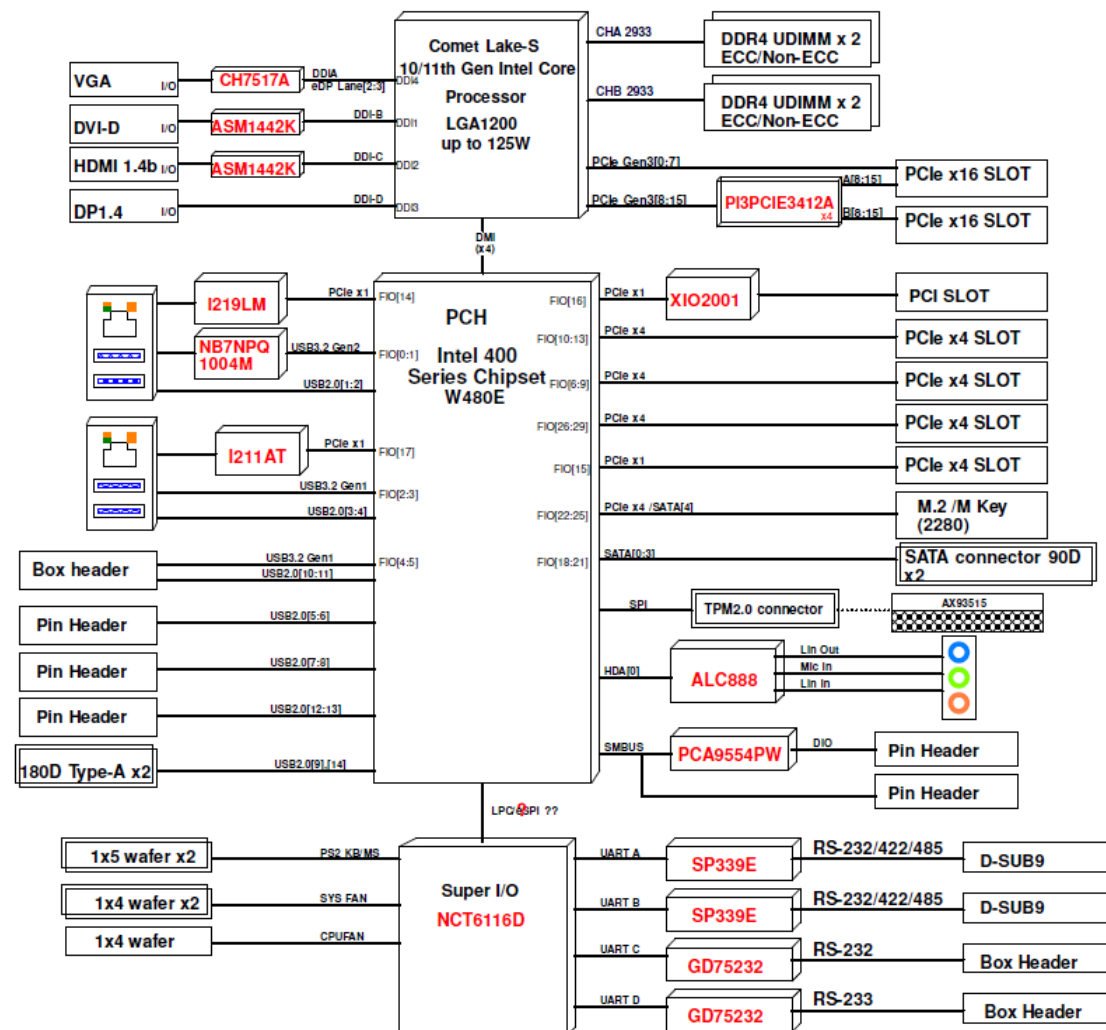 Comet Lake-S
10/11th Gen Intel Core
Processor
LGA1200
up to 125W
CHA 2933
DDR4 UDIMM x 2
ECC/Non-ECC
CHB 2933
DDR4 UDIMM x 2
ECC/Non-ECC
VGA I/O
CH7517A
DDIA
eDP Lane[2:3]
DDI4
DVI-D I/O
ASM1442K
DDI-B
DDI1
HDMI 1.4b I/O
ASM1442K
DDI-C
DDI2
DP1.4 I/O
DDI-D
DDI3
PCIe Gen3[0:7]
PCIe x16 SLOT
PCIe Gen3[8:15]
PI3PCIE3412A
x4
A[8:15]
B[8:15]
PCIe x16 SLOT
DMI
(x4)
PCH
Intel 400
Series Chipset
W480E
I219LM
PCIe x1
FIO[14]
NB7NPQ
1004M
USB3.2 Gen2
FIO[0:1]
USB2.0[1:2]
I211AT
PCIe x1
FIO[17]
USB3.2 Gen1
FIO[2:3]
USB2.0[3:4]
Box header
USB3.2 Gen1
FIO[4:5]
USB2.0[10:11]
Pin Header
USB2.0[5:6]
Pin Header
USB2.0[7:8]
Pin Header
USB2.0[12:13]
180D Type-A x2
USB2.0[9],[14]
FIO[16]
PCIe x1
XIO2001
PCI SLOT
FIO[10:13]
PCIe x4
PCIe x4 SLOT
FIO[6:9]
PCIe x4
PCIe x4 SLOT
FIO[26:29]
PCIe x4
PCIe x4 SLOT
FIO[15]
PCIe x1
PCIe x4 SLOT
FIO[22:25]
PCIe x4 /SATA[4]
M.2 /M Key
(2280)
FIO[18:21]
SATA[0:3]
SATA connector 90D
x2
SPI
TPM2.0 connector
AX93515
HDA[0]
ALC888
Lin Out
Mic In
Lin In
SMBUS
PCA9554PW
DIO
Pin Header
Pin Header
LPC/eSPI ??
?
Super I/O
NCT6116D
1x5 wafer x2
PS2 KB/MS
1x4 wafer x2
SYS FAN
1x4 wafer
CPUFAN
UART A
SP339E
RS-232/422/485
D-SUB9
UART B
SP339E
RS-232/422/485
D-SUB9
UART C
GD75232
RS-232
Box Header
UART D
GD75232
RS-233
Box Header